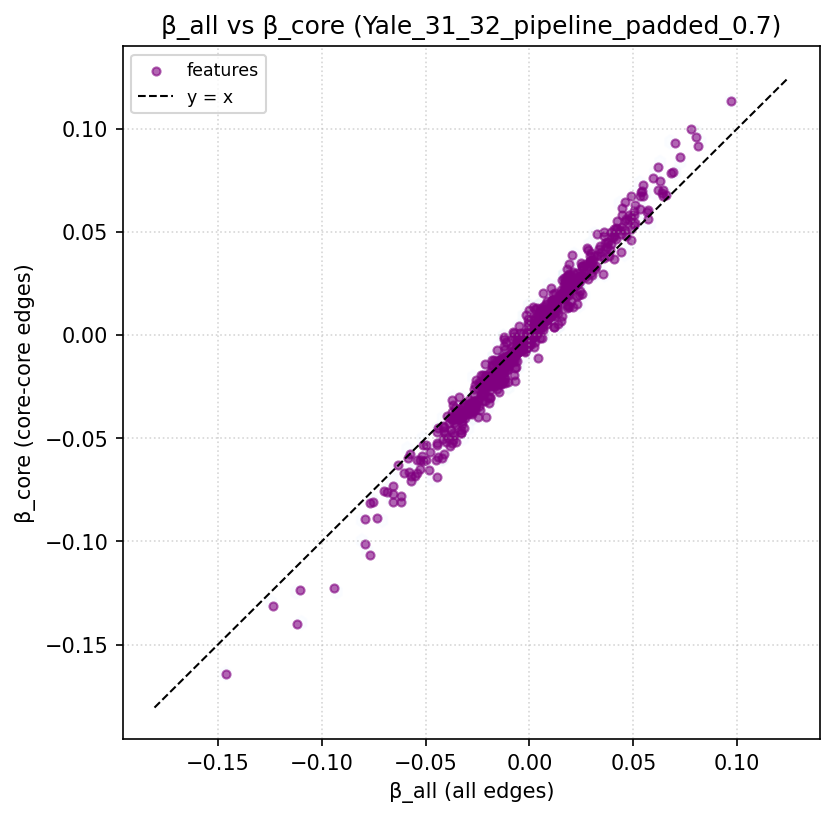 β_all vs β_core (Yale_31_32_pipeline_padded_0.7)
features
y = x
0.10
0.05
0.00
−0.05
−0.10
−0.15
β_core (core-core edges)
−0.15 −0.10 −0.05 0.00 0.05 0.10
β_all (all edges)